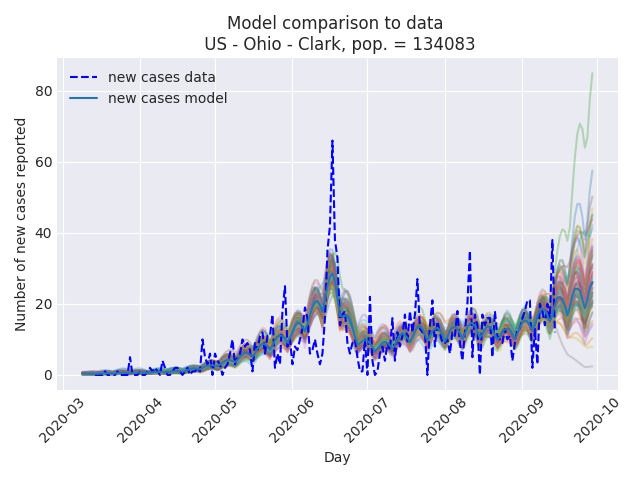 Model comparison to data
US - Ohio - Clark, pop. = 134083
new cases data
new cases model
Number of new cases reported
80
60
40
20
0
2020-03
2020-04
2020-05
2020-06
2020-07
2020-08
2020-09
2020-10
Day